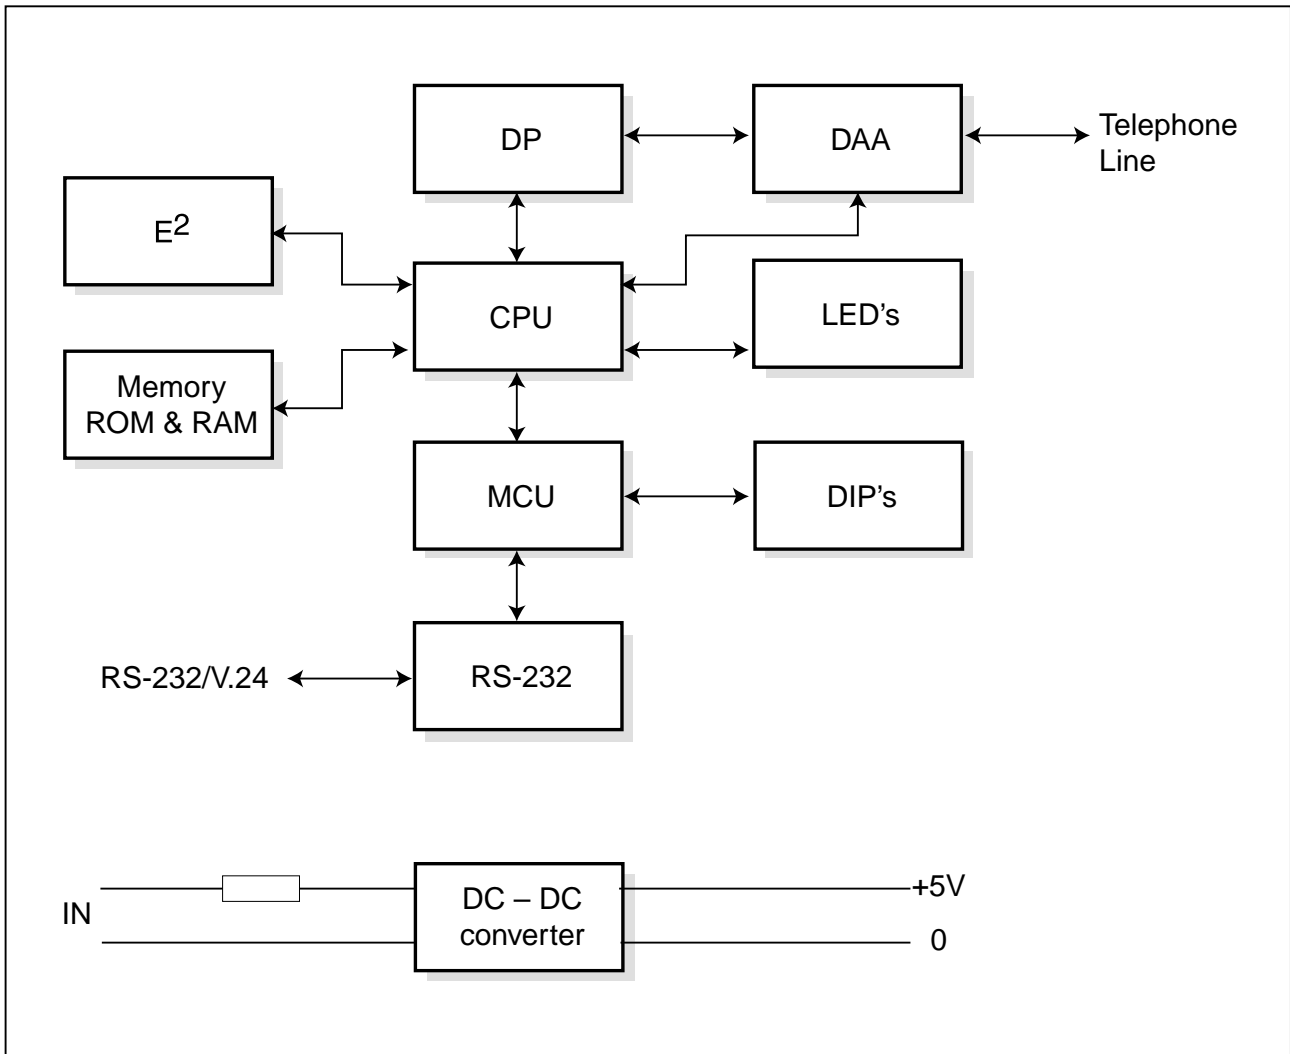 DP
DAA
Telephone
Line
E²
CPU
LED’s
Memory
ROM & RAM
MCU
DIP’s
RS-232/V.24
RS-232
IN
DC – DC
converter
+5V
0